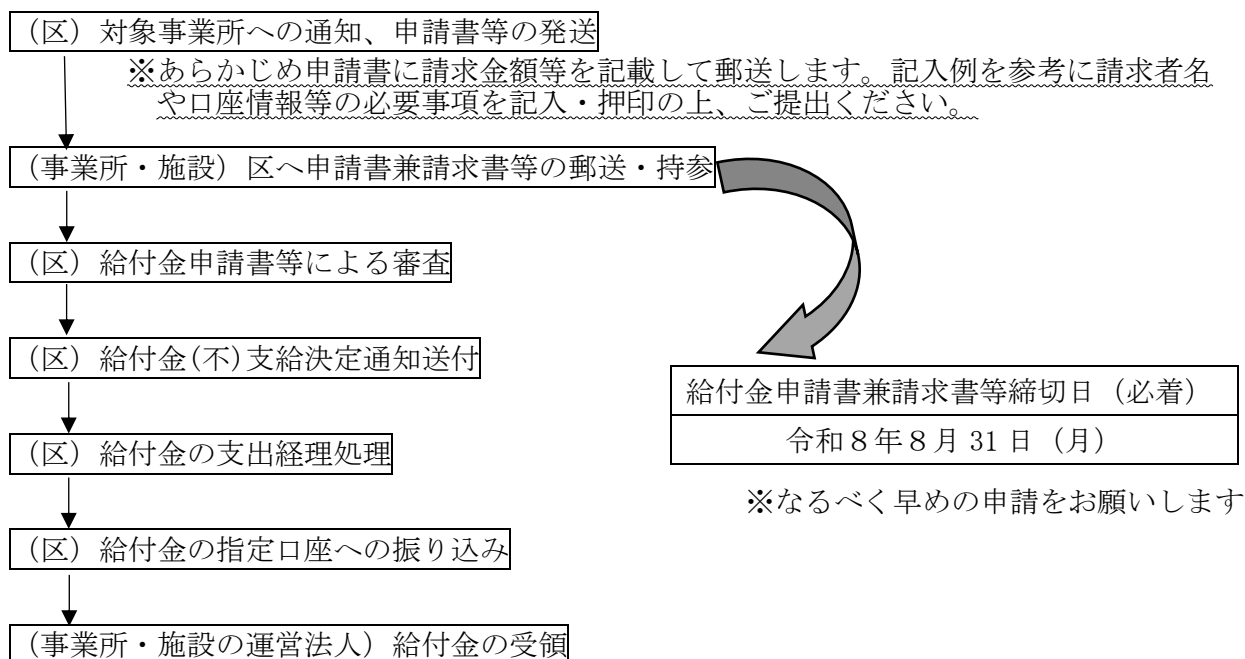 （区）対象事業所への通知、申請書等の発送
※あらかじめ申請書に請求金額等を記載して郵送します。記入例を参考に請求者名
や口座情報等の必要事項を記入・押印の上、ご提出ください。
（事業所・施設）区へ申請書兼請求書等の郵送・持参
（区）給付金申請書等による審査
（区）給付金(不)支給決定通知送付
（区）給付金の支出経理処理
（区）給付金の指定口座への振り込み
（事業所・施設の運営法人）給付金の受領
給付金申請書兼請求書等締切日（必着）
令和８年８月 31 日（月）
※なるべく早めの申請をお願いします